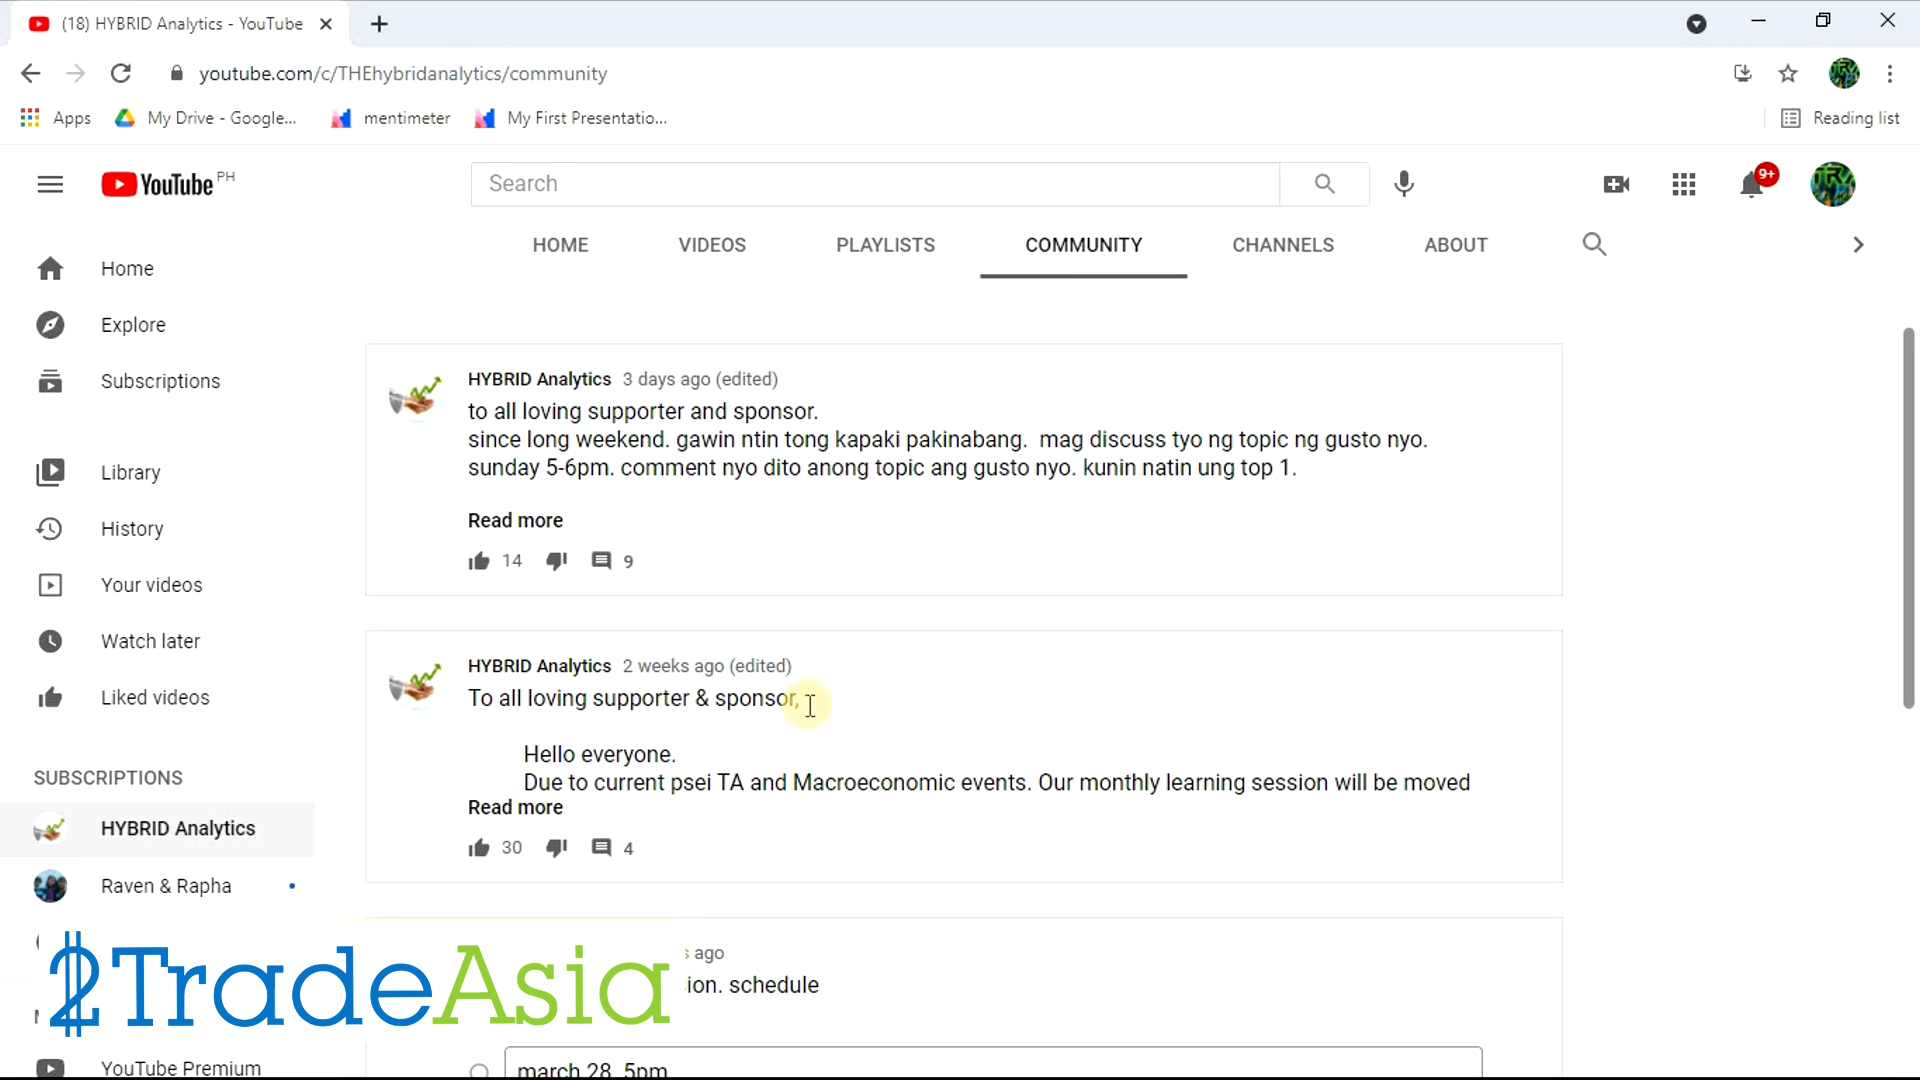 (18) HYBRID Analytics - YouTube
youtube.com/c/THEhybridanalytics/community
Apps
My Drive - Google...
mentimeter
My First Presentatio...
Reading list
YouTube PH
Search
9+
HOME
VIDEOS
PLAYLISTS
COMMUNITY
CHANNELS
ABOUT
Home
Explore
Subscriptions
Library
History
Your videos
Watch later
Liked videos
SUBSCRIPTIONS
HYBRID Analytics
Raven & Rapha
YouTube Premium
HYBRID Analytics 3 days ago (edited)
to all loving supporter and sponsor.
since long weekend. gawin ntin tong kapaki pakinabang. mag discuss tyo ng topic ng gusto nyo.
sunday 5-6pm. comment nyo dito anong topic ang gusto nyo. kunin natin ung top 1.
Read more
14
9
HYBRID Analytics 2 weeks ago (edited)
To all loving supporter & sponsor,
Hello everyone.
Due to current psei TA and Macroeconomic events. Our monthly learning session will be moved
Read more
30
4
ago
ion. schedule
march 28, 5pm
2TradeAsia